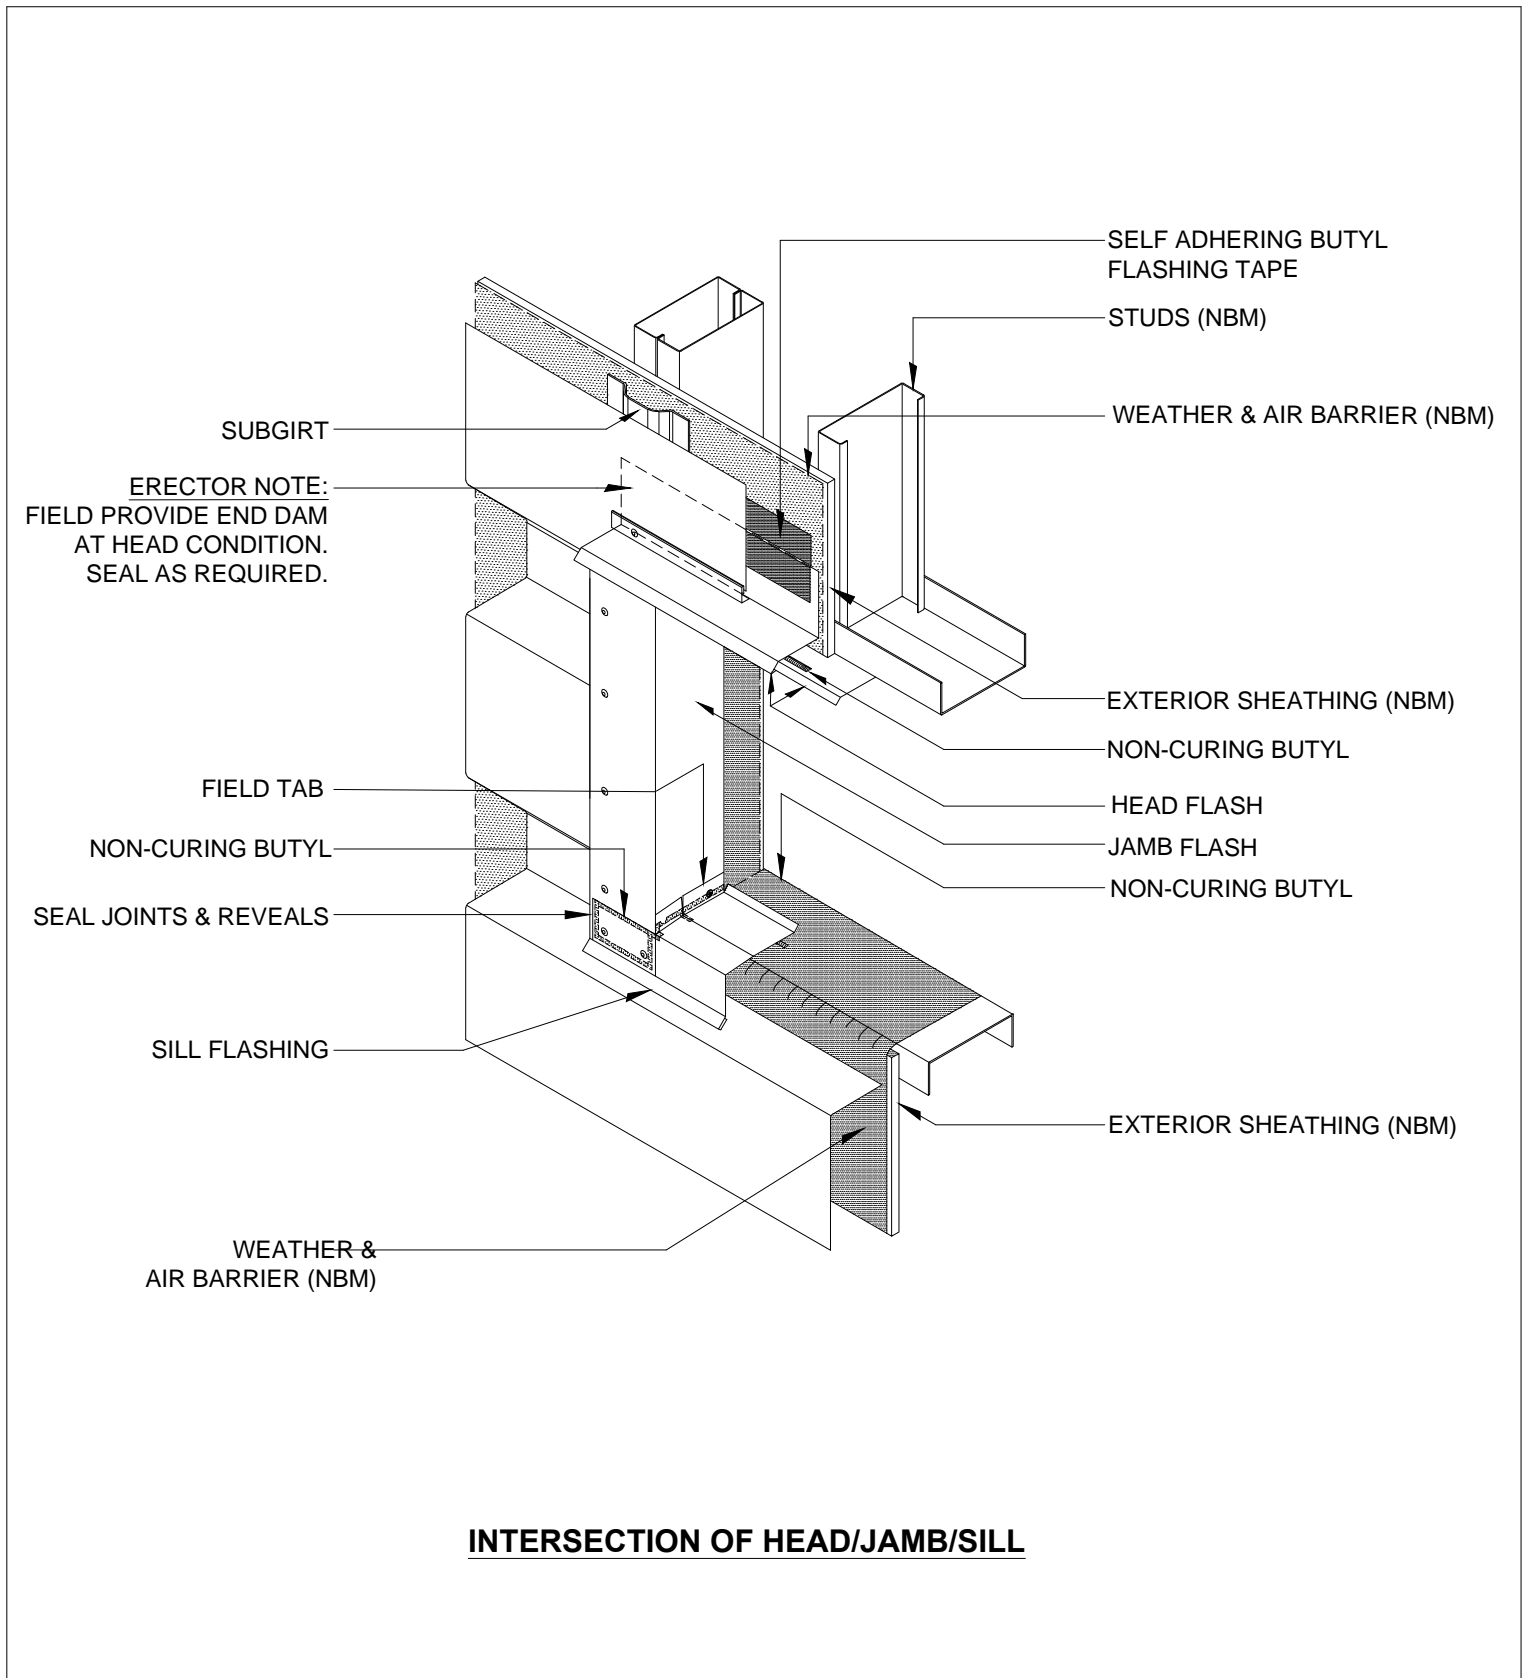 SELF ADHERING BUTYL
FLASHING TAPE
STUDS (NBM)
WEATHER & AIR BARRIER (NBM)
SUBGIRT
ERECTOR NOTE:
FIELD PROVIDE END DAM
AT HEAD CONDITION.
SEAL AS REQUIRED.
EXTERIOR SHEATHING (NBM)
NON-CURING BUTYL
HEAD FLASH
JAMB FLASH
NON-CURING BUTYL
FIELD TAB
NON-CURING BUTYL
SEAL JOINTS & REVEALS
SILL FLASHING
EXTERIOR SHEATHING (NBM)
WEATHER &
AIR BARRIER (NBM)
INTERSECTION OF HEAD/JAMB/SILL